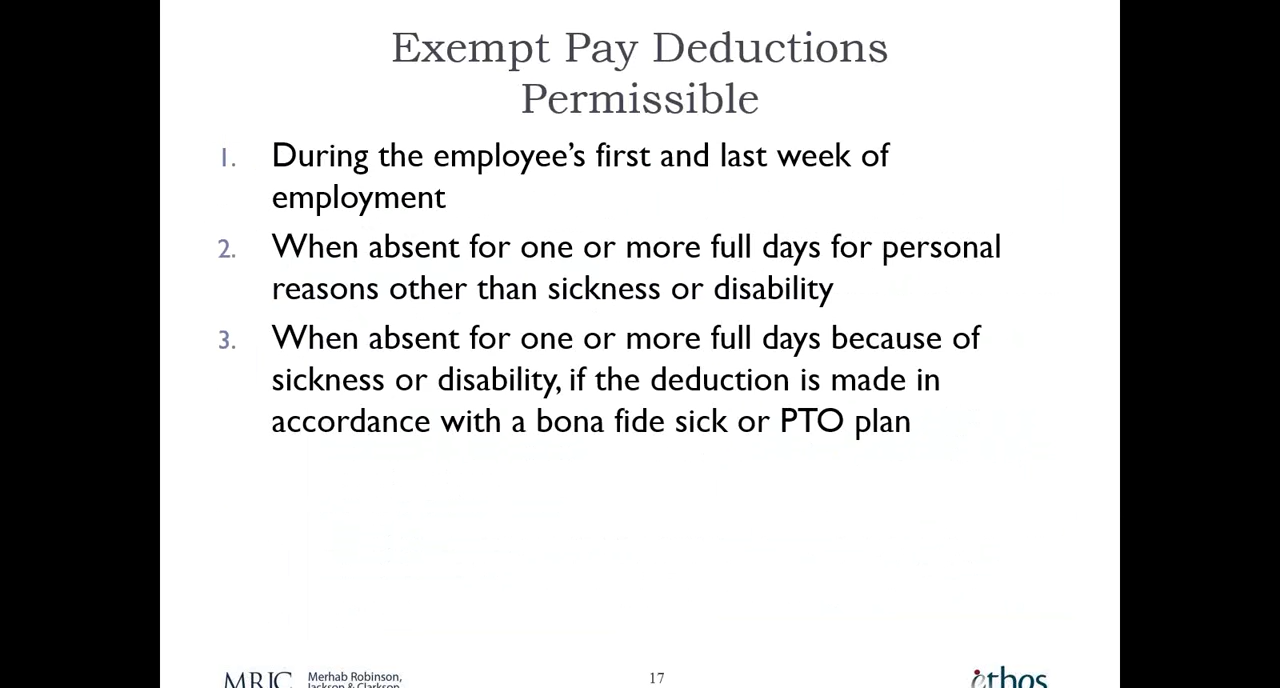 Exempt Pay Deductions
Permissible
1. During the employee's first and last week of
employment
2. When absent for one or more full days for personal
reasons other than sickness or disability
3. When absent for one or more full days because of
sickness or disability, if the deduction is made in
accordance with a bona fide sick or PTO plan
MRJC Merhab Robinson,
Jackson & Clarkson
17
ethos